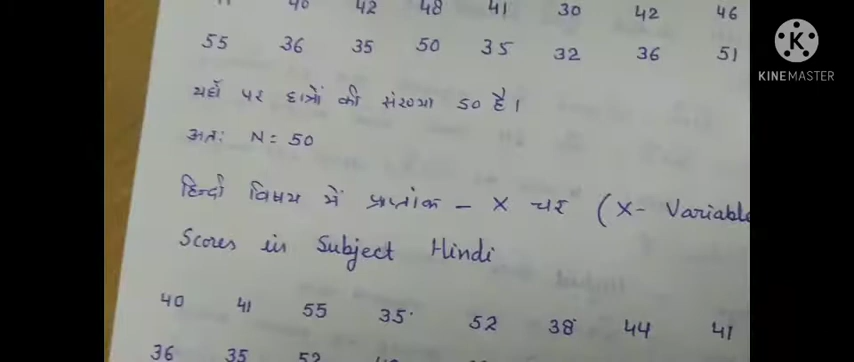 40 42 48 41 30 42 46
55 36 35 50 35 32 36 51
यहाँ पर छात्रों की संख्या 50 है।
अतः N = 50
हिन्दी विषय में प्राप्तांक - X चर (X- Variable
Scores in Subject Hindi
40 41 55 35 52 38 44 41
36 35 52
KINEMASTER